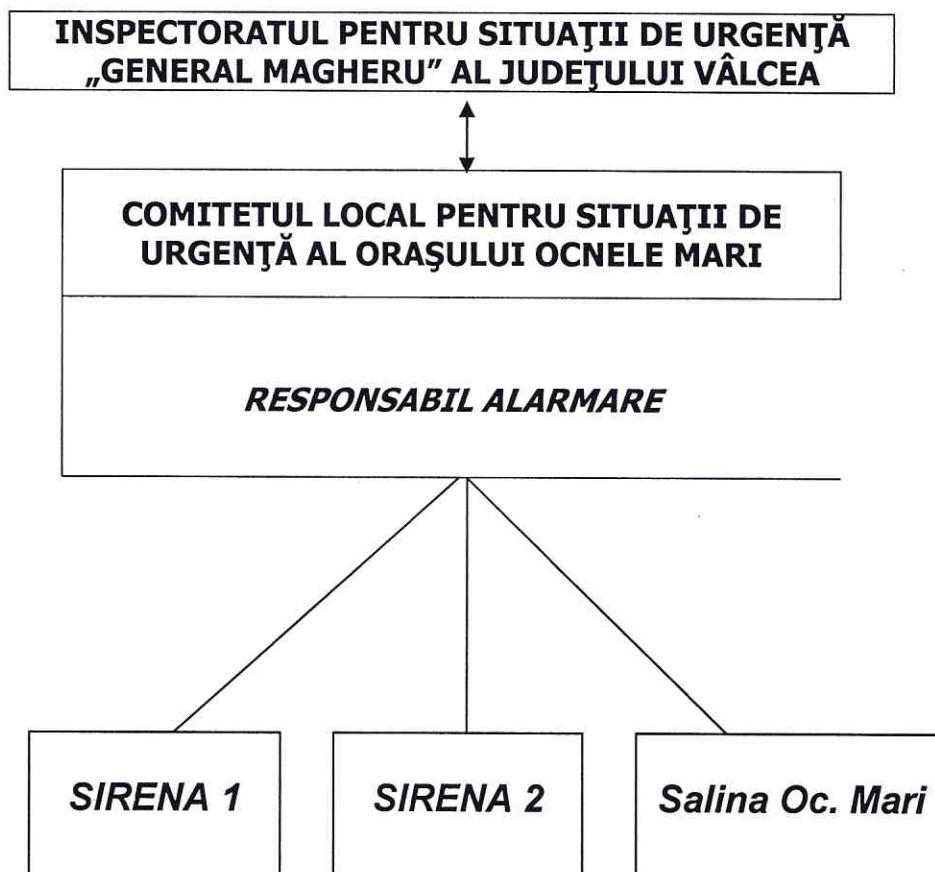 INSPECTORATUL PENTRU SITUAŢII DE URGENŢĂ
„GENERAL MAGHERU” AL JUDEŢULUI VÂLCEA
COMITETUL LOCAL PENTRU SITUAŢII DE
URGENŢĂ AL ORAŞULUI OCNELE MARI
RESPONSABIL ALARMARE
SIRENA 1
SIRENA 2
Salina Oc. Mari